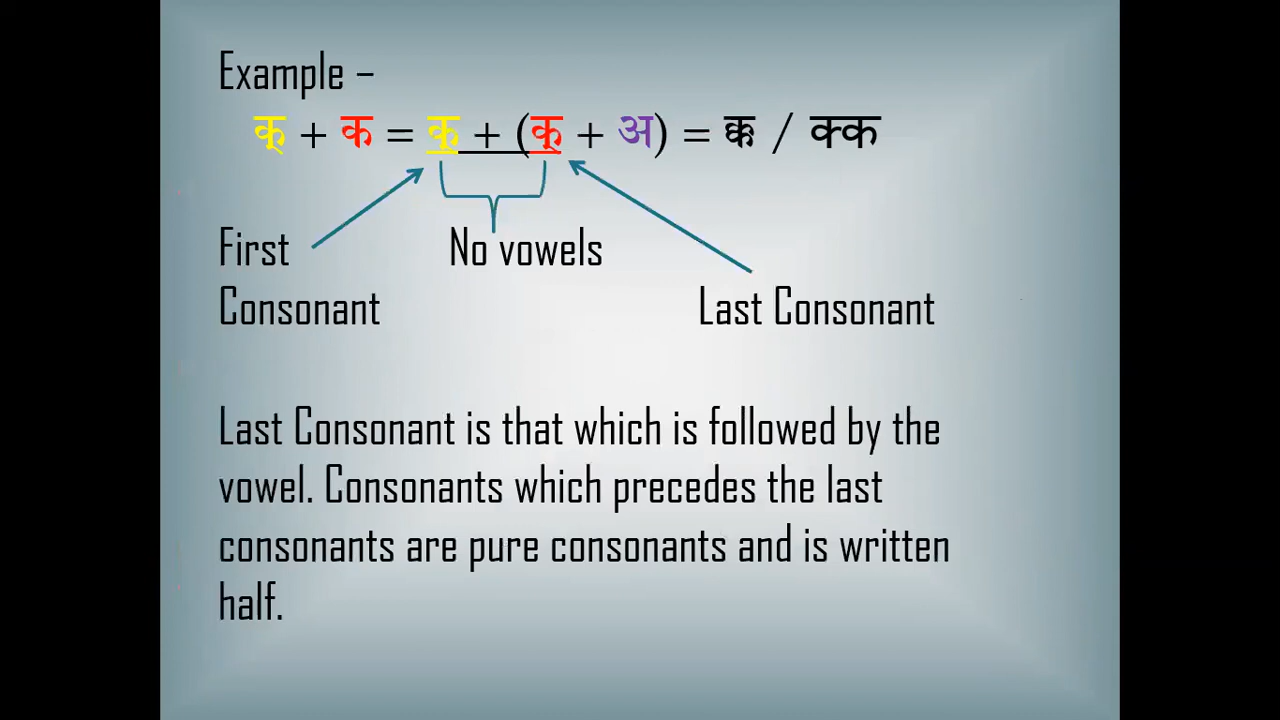 Example –
क् + क = क् + (क् + अ) = क्क / क्‍क
First
Consonant
No vowels
Last Consonant
Last Consonant is that which is followed by the
vowel. Consonants which precedes the last
consonants are pure consonants and is written
half.